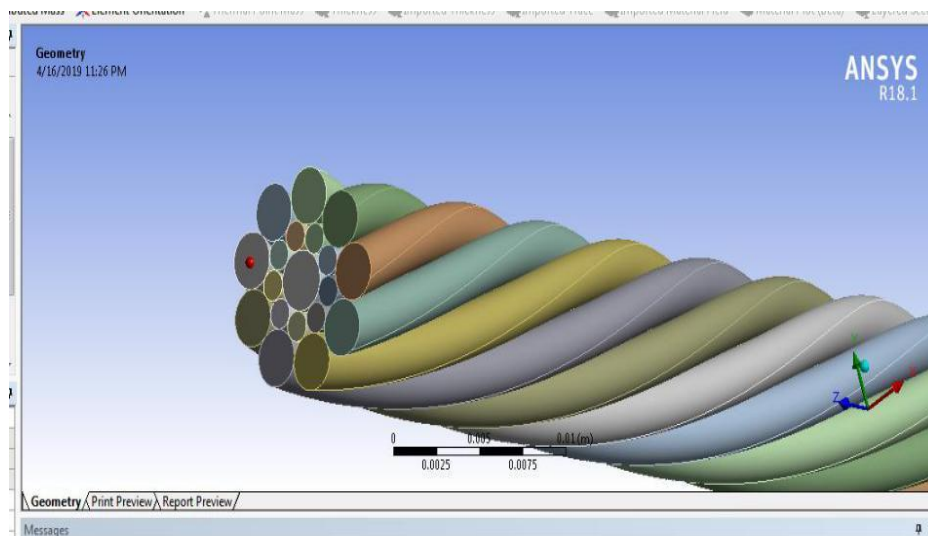 Element Orientation
Geometry
4/16/2019 11:26 PM
ANSYS
R18.1
Y
Z
0 0.005 0.01 (m)
0.0025 0.0075
Geometry Print Preview Report Preview
Messages